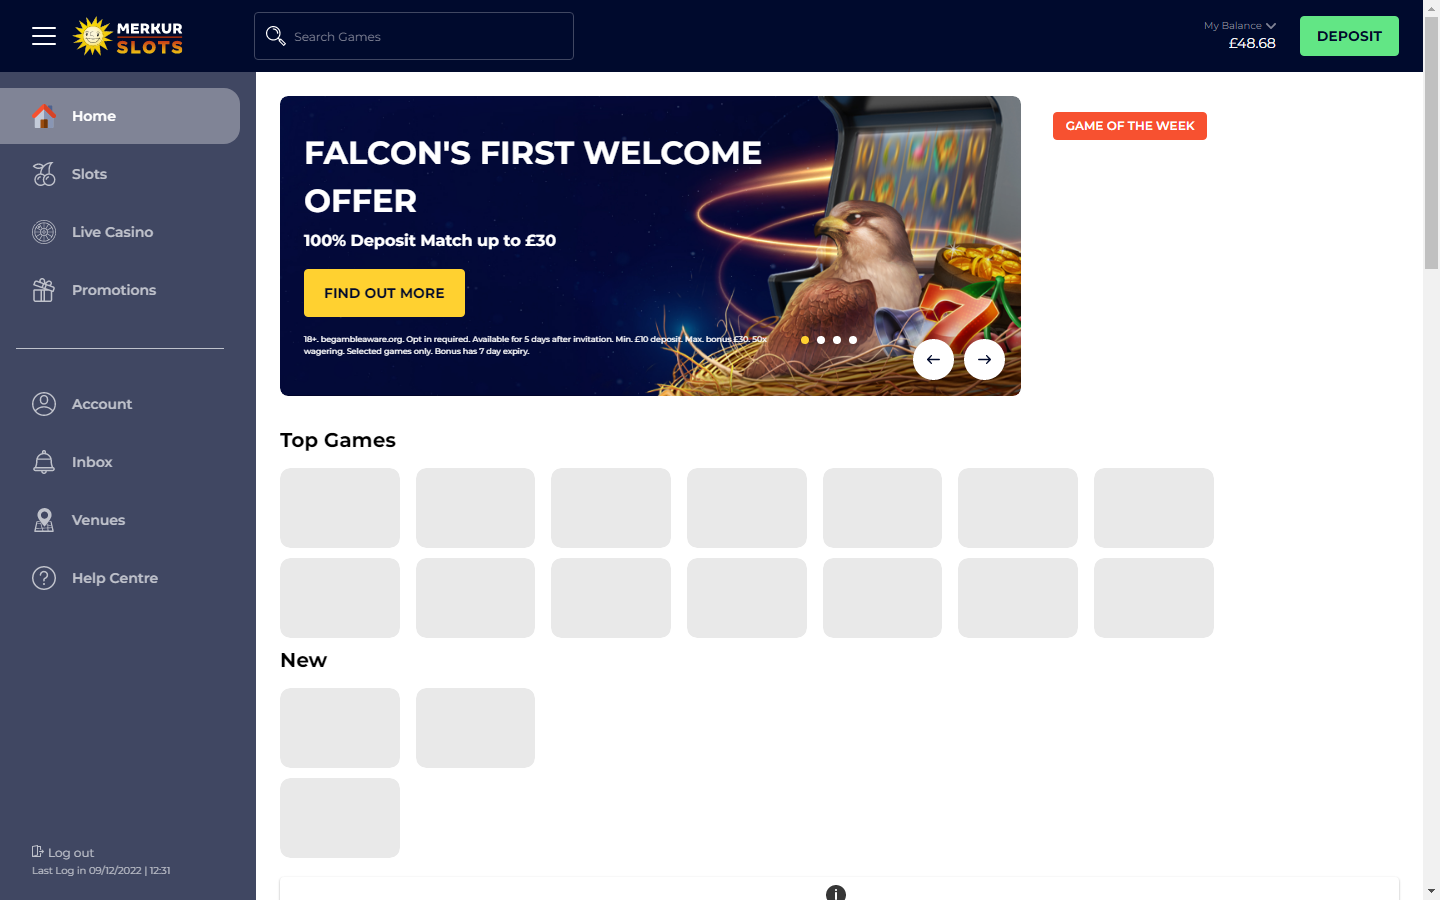 MERKUR
SLOTS
Search Games
My Balance
£48.68
DEPOSIT
Home
Slots
Live Casino
Promotions
Account
Inbox
Venues
Help Centre
Log out
Last Log in 09/12/2022 | 12:31
FALCON'S FIRST WELCOME
OFFER
100% Deposit Match up to £30
FIND OUT MORE
18+. begambleaware.org. Opt in required. Available for 5 days after invitation. Min. £10 deposit. Max. bonus £30. 50x
wagering. Selected games only. Bonus has 7 day expiry.
7
GAME OF THE WEEK
Top Games
New